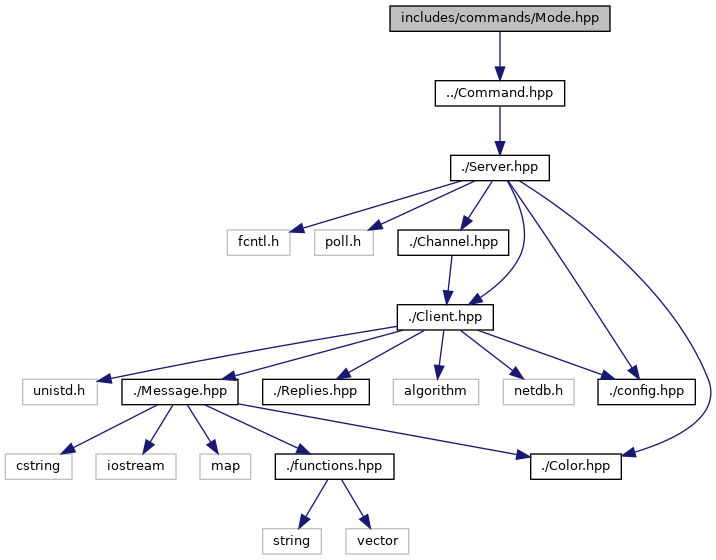 includes/commands/Mode.hpp
../Command.hpp
./Server.hpp
fcntl.h
poll.h
./Channel.hpp
./Client.hpp
unistd.h
./Message.hpp
./Replies.hpp
algorithm
netdb.h
./config.hpp
cstring
iostream
map
./functions.hpp
./Color.hpp
string
vector